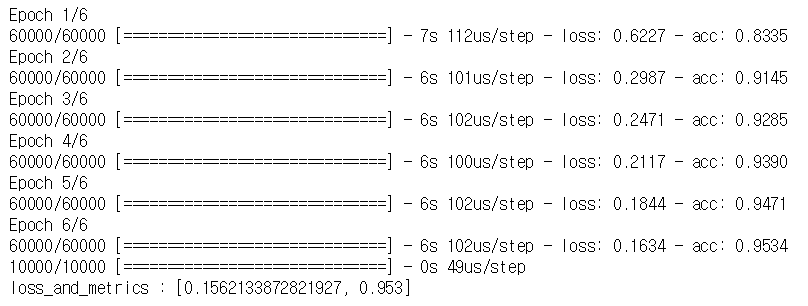 Epoch 1/6
60000/60000 [==============================] - 7s 112us/step - loss: 0.6227 - acc: 0.8335
Epoch 2/6
60000/60000 [==============================] - 6s 101us/step - loss: 0.2987 - acc: 0.9145
Epoch 3/6
60000/60000 [==============================] - 6s 102us/step - loss: 0.2471 - acc: 0.9285
Epoch 4/6
60000/60000 [==============================] - 6s 100us/step - loss: 0.2117 - acc: 0.9390
Epoch 5/6
60000/60000 [==============================] - 6s 102us/step - loss: 0.1844 - acc: 0.9471
Epoch 6/6
60000/60000 [==============================] - 6s 102us/step - loss: 0.1634 - acc: 0.9534
10000/10000 [==============================] - 0s 49us/step
loss_and_metrics : [0.1562133872821927, 0.953]